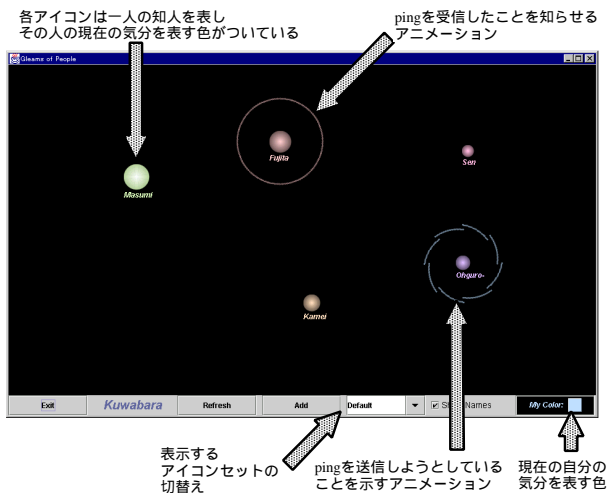 各アイコンは一人の知人を表し
その人の現在の気分を表す色がついている
pingを受信したことを知らせる
アニメーション
Gleams of People
Fujita
Sen
Masumi
Ohguro-
Kamei
Exit
Kuwabara
Refresh
Add
Default
Names
My Color:
表示する
アイコンセットの
切替え
pingを送信しようとしている
ことを示すアニメーション
現在の自分の
気分を表す色